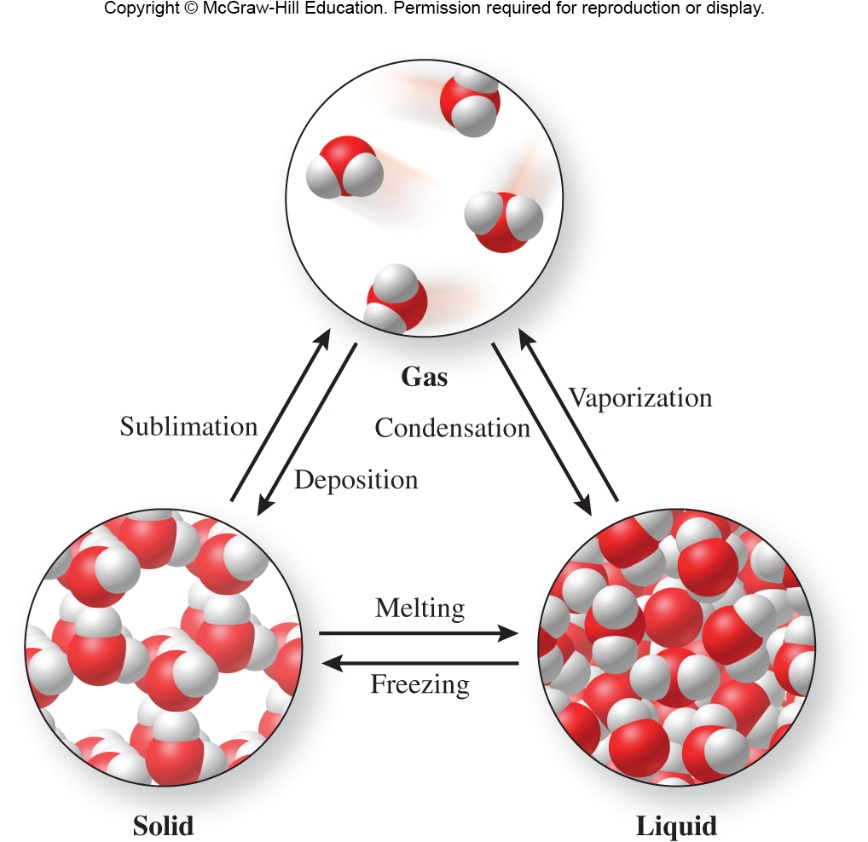 Copyright © McGraw-Hill Education. Permission required for reproduction or display.
Gas
Sublimation
Deposition
Condensation
Vaporization
Melting
Freezing
Solid
Liquid